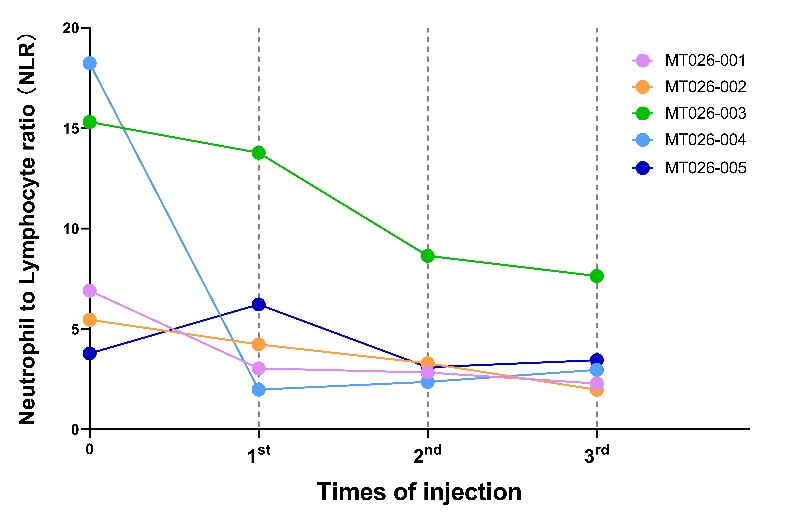 Neutrophil to Lymphocyte ratio (NLR)
20
15
10
5
0
0
1st
2nd
3rd
Times of injection
MT026-001
MT026-002
MT026-003
MT026-004
MT026-005